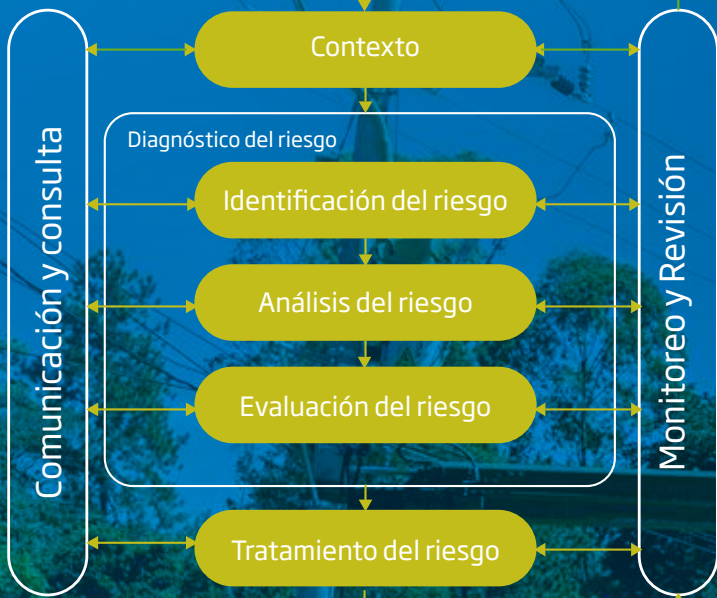 Contexto
Diagnóstico del riesgo
Identificación del riesgo
Análisis del riesgo
Evaluación del riesgo
Tratamiento del riesgo
Comunicación y consulta
Monitoreo y Revisión